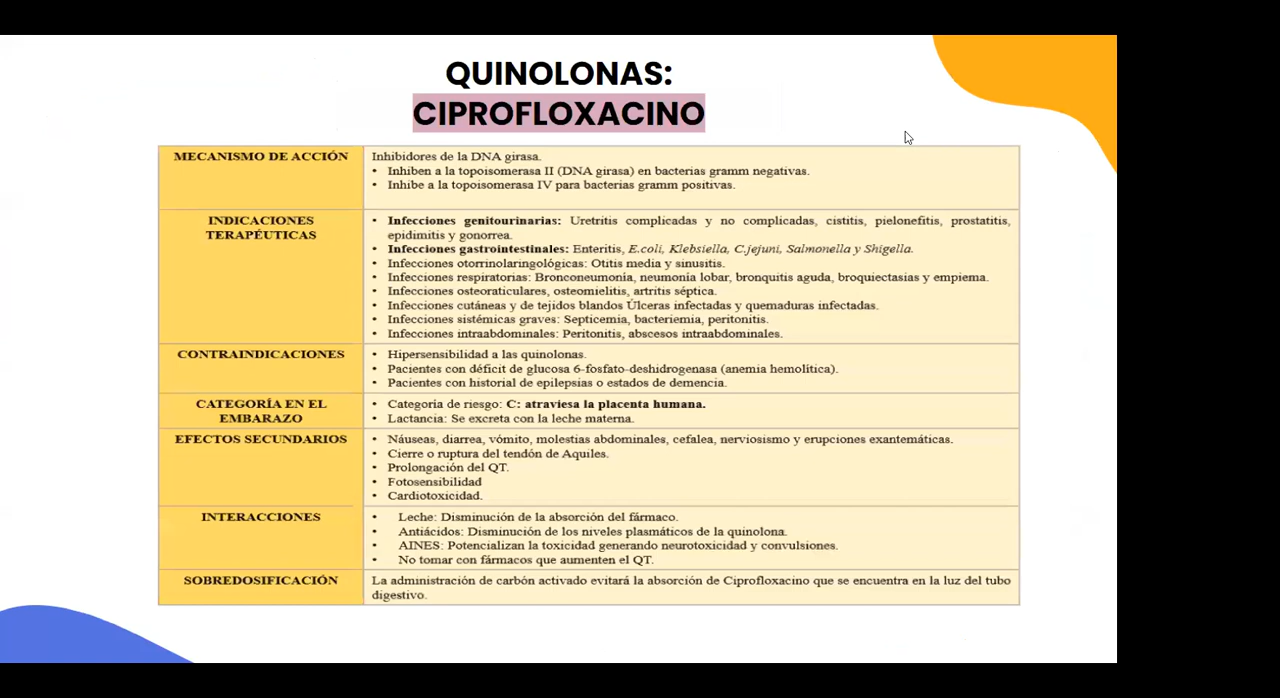 QUINOLONAS:
CIPROFLOXACINO
MECANISMO DE ACCIÓN
Inhibidores de la DNA girasa.
• Inhiben a la topoisomerasa II (DNA girasa) en bacterias gramm negativas.
• Inhibe a la topoisomerasa IV para bacterias gramm positivas.
INDICACIONES
TERAPÉUTICAS
• Infecciones genitourinarias: Uretritis complicadas y no complicadas, cistitis, pielonefitis, prostatitis,
epidimitis y gonorrea.
• Infecciones gastrointestinales: Enteritis, E.coli, Klebsiella, C.jejuni, Salmonella y Shigella.
• Infecciones otorrinolaringológicas: Otitis media y sinusitis.
• Infecciones respiratorias: Bronconeumonía, neumonía lobar, bronquitis aguda, broquiectasias y empiema.
• Infecciones osteoraticulares, osteomielitis, artritis séptica.
• Infecciones cutáneas y de tejidos blandos Úlceras infectadas y quemaduras infectadas.
• Infecciones sistémicas graves: Septicemia, bacteriemia, peritonitis.
• Infecciones intraabdominales: Peritonitis, abscesos intraabdominales.
CONTRAINDICACIONES
• Hipersensibilidad a las quinolonas.
• Pacientes con déficit de glucosa 6-fosfato-deshidrogenasa (anemia hemolítica).
• Pacientes con historial de epilepsias o estados de demencia.
CATEGORÍA EN EL
EMBARAZO
• Categoría de riesgo: C: atraviesa la placenta humana.
• Lactancia: Se excreta con la leche materna.
EFECTOS SECUNDARIOS
• Náuseas, diarrea, vómito, molestias abdominales, cefalea, nerviosismo y erupciones exantemáticas.
• Cierre o ruptura del tendón de Aquiles.
• Prolongación del QT.
• Fotosensibilidad
• Cardiotoxicidad.
INTERACCIONES
• Leche: Disminución de la absorción del fármaco.
• Antiácidos: Disminución de los niveles plasmáticos de la quinolona.
• AINES: Potencializan la toxicidad generando neurotoxicidad y convulsiones.
• No tomar con fármacos que aumenten el QT.
SOBREDOSIFICACIÓN
La administración de carbón activado evitará la absorción de Ciprofloxacino que se encuentra en la luz del tubo
digestivo.